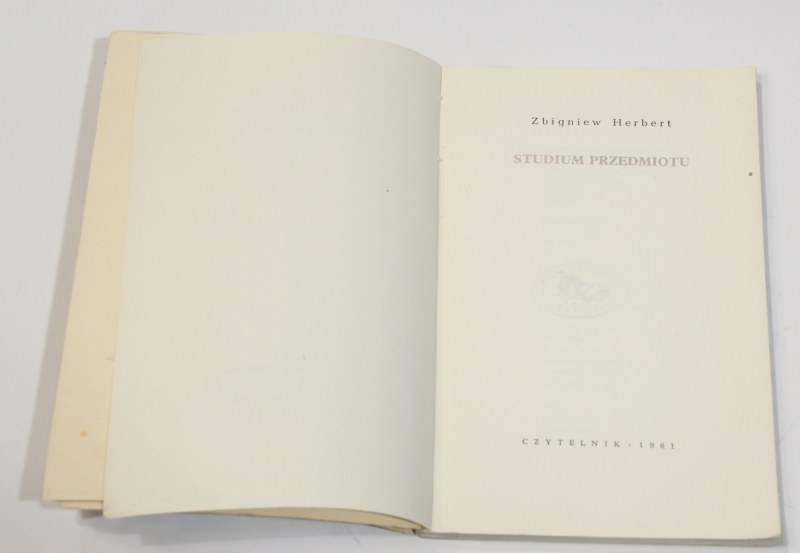 Zbigniew Herbert
STUDIUM PRZEDMIOTU
CZYTELNIK · 1961